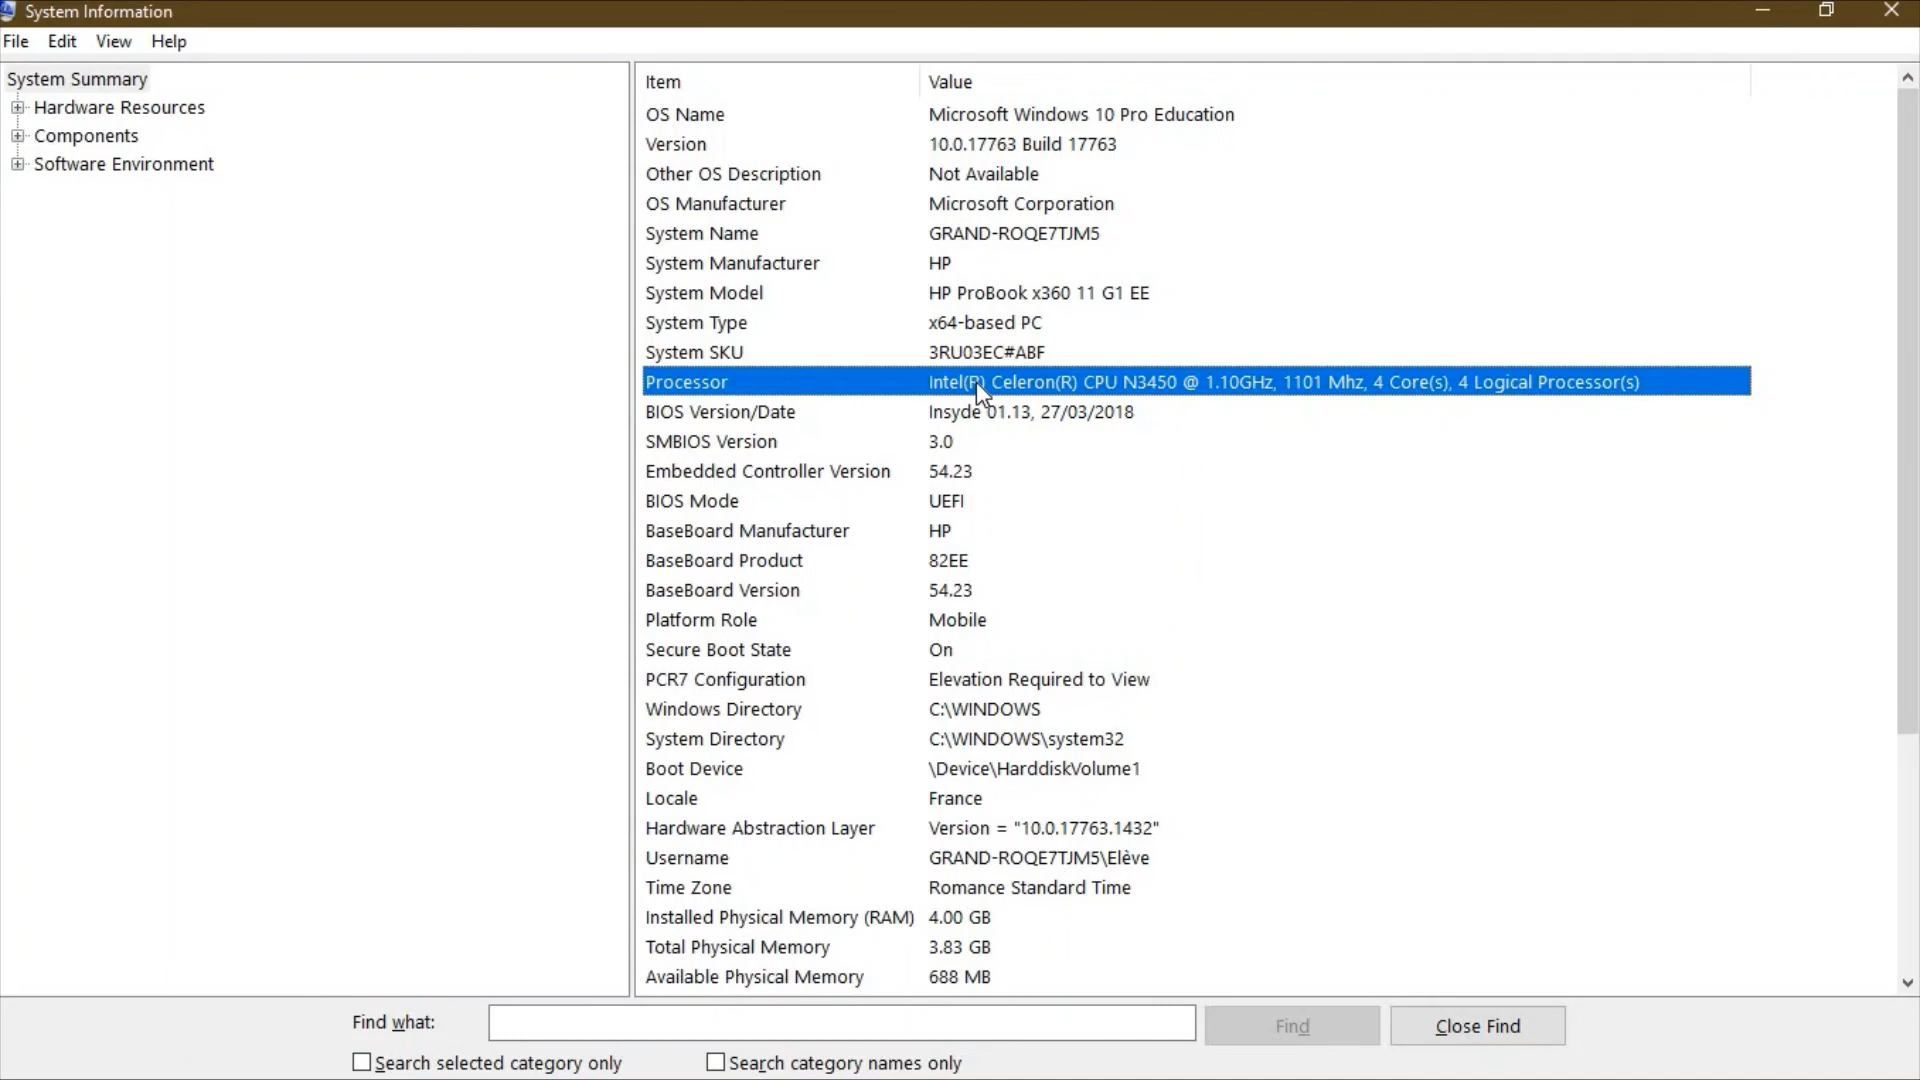 System Information
File Edit View Help
System Summary
Hardware Resources
Components
Software Environment
Item Value
OS Name Microsoft Windows 10 Pro Education
Version 10.0.17763 Build 17763
Other OS Description Not Available
OS Manufacturer Microsoft Corporation
System Name GRAND-ROQE7TJM5
System Manufacturer HP
System Model HP ProBook x360 11 G1 EE
System Type x64-based PC
System SKU 3RU03EC#ABF
Processor Intel(R) Celeron(R) CPU N3450 @ 1.10GHz, 1101 Mhz, 4 Core(s), 4 Logical Processor(s)
BIOS Version/Date Insyde 01.13, 27/03/2018
SMBIOS Version 3.0
Embedded Controller Version 54.23
BIOS Mode UEFI
BaseBoard Manufacturer HP
BaseBoard Product 82EE
BaseBoard Version 54.23
Platform Role Mobile
Secure Boot State On
PCR7 Configuration Elevation Required to View
Windows Directory C:\WINDOWS
System Directory C:\WINDOWS\system32
Boot Device \Device\HarddiskVolume1
Locale France
Hardware Abstraction Layer Version = "10.0.17763.1432"
Username GRAND-ROQE7TJM5\Elève
Time Zone Romance Standard Time
Installed Physical Memory (RAM) 4.00 GB
Total Physical Memory 3.83 GB
Available Physical Memory 688 MB
Find what: Find Close Find
Search selected category only Search category names only